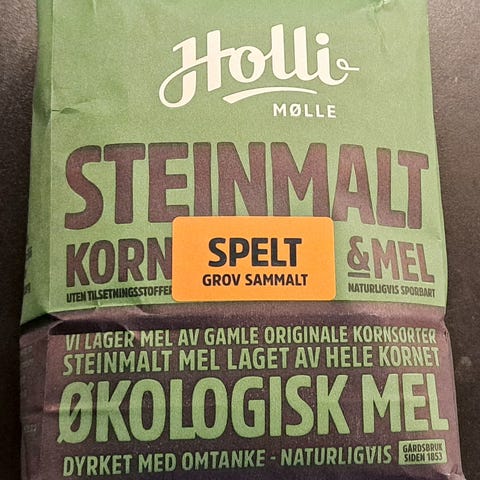 Holli
MØLLE
STEINMALT
KORN
&MEL
SPELT
GROV SAMMALT
UTEN TILSETNINGSSTOFFER
NATURLIGVIS SPORBART
VI LAGER MEL AV GAMLE ORIGINALE KORNSORTER
STEINMALT MEL LAGET AV HELE KORNET
ØKOLOGISK MEL
DYRKET MED OMTANKE - NATURLIGVIS
GÅRDSBRUK
SIDEN 1853